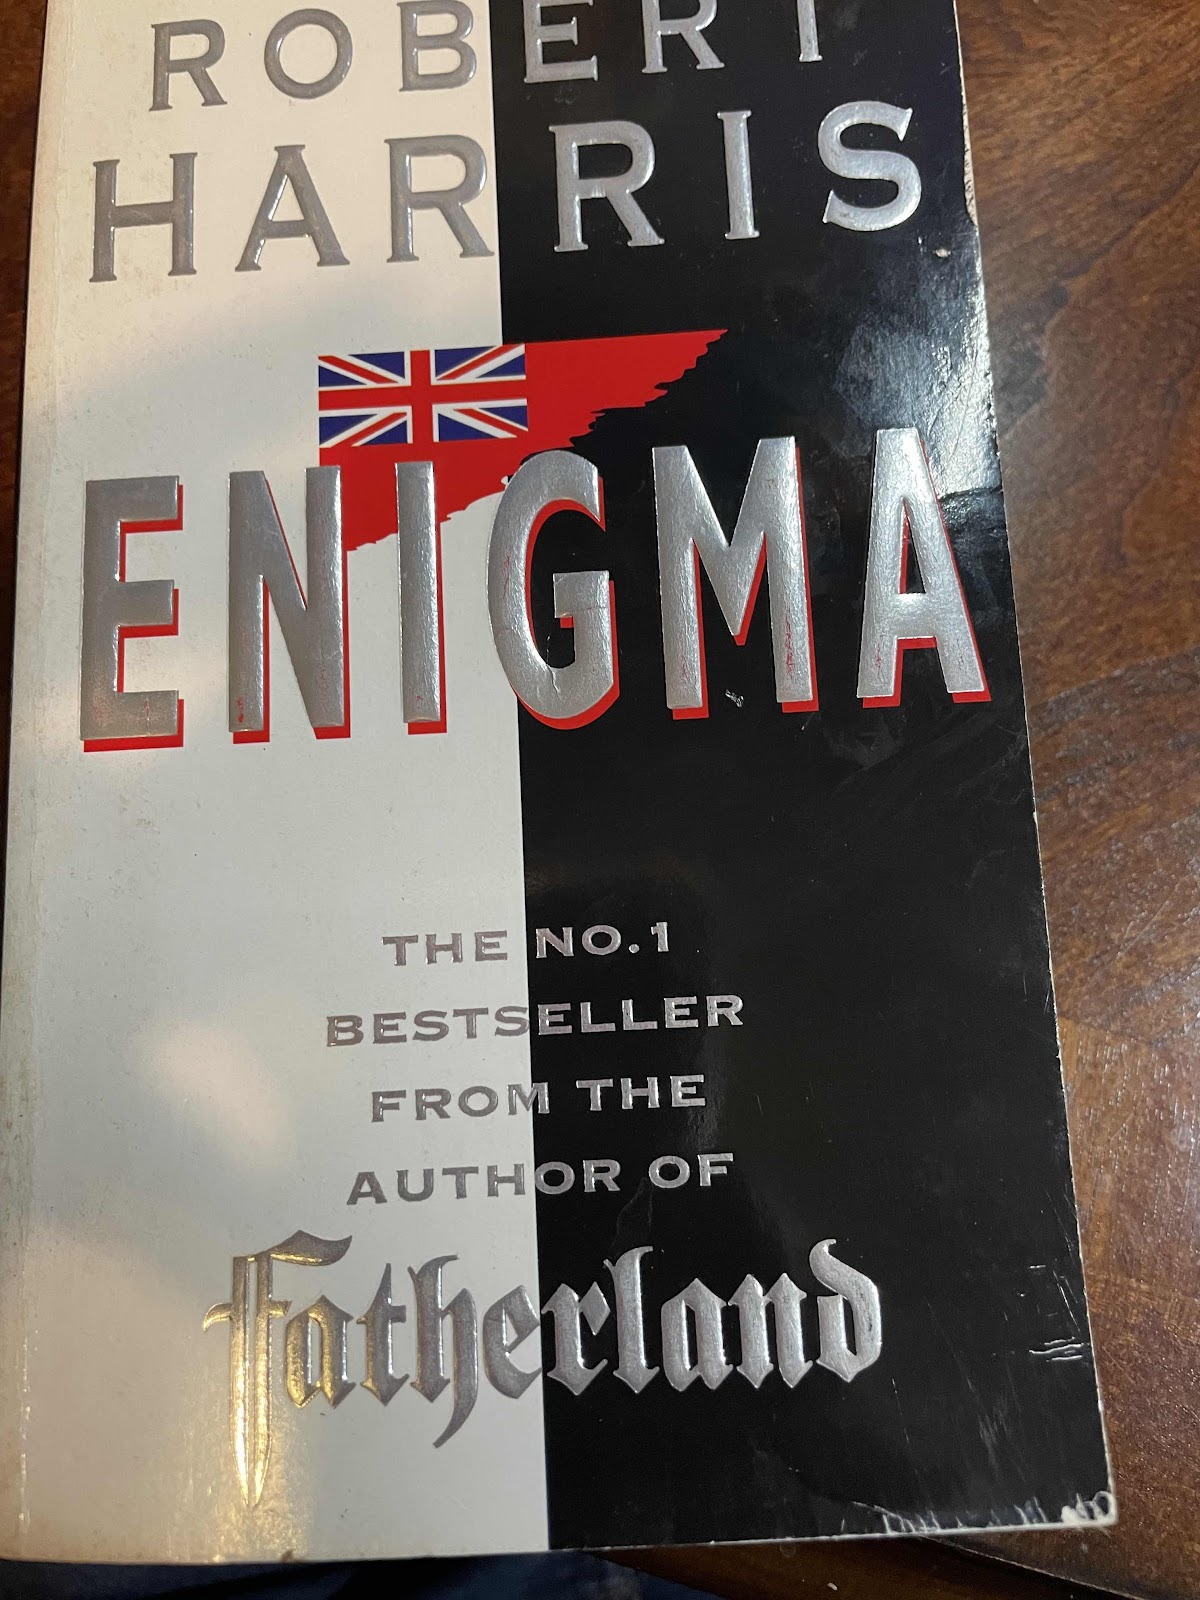 ROBERT
HARRIS
ENIGMA
THE NO.1
BESTSELLER
FROM THE
AUTHOR OF
Fatherland